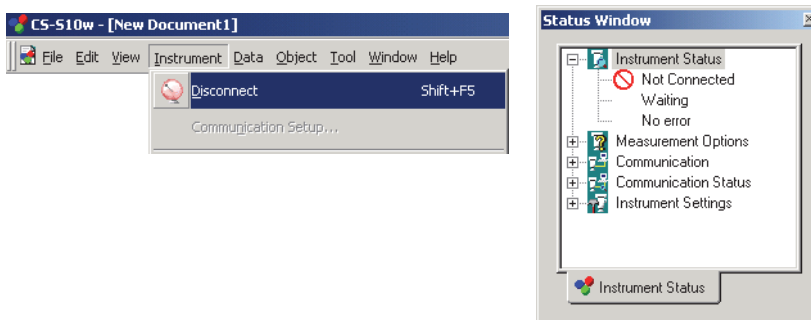 CS-S10w - [New Document1]
File Edit View Instrument Data Object Tool Window Help
Disconnect Shift+F5
Communication Setup...
Status Window
Instrument Status
Not Connected
Waiting
No error
Measurement Options
Communication
Communication Status
Instrument Settings
Instrument Status